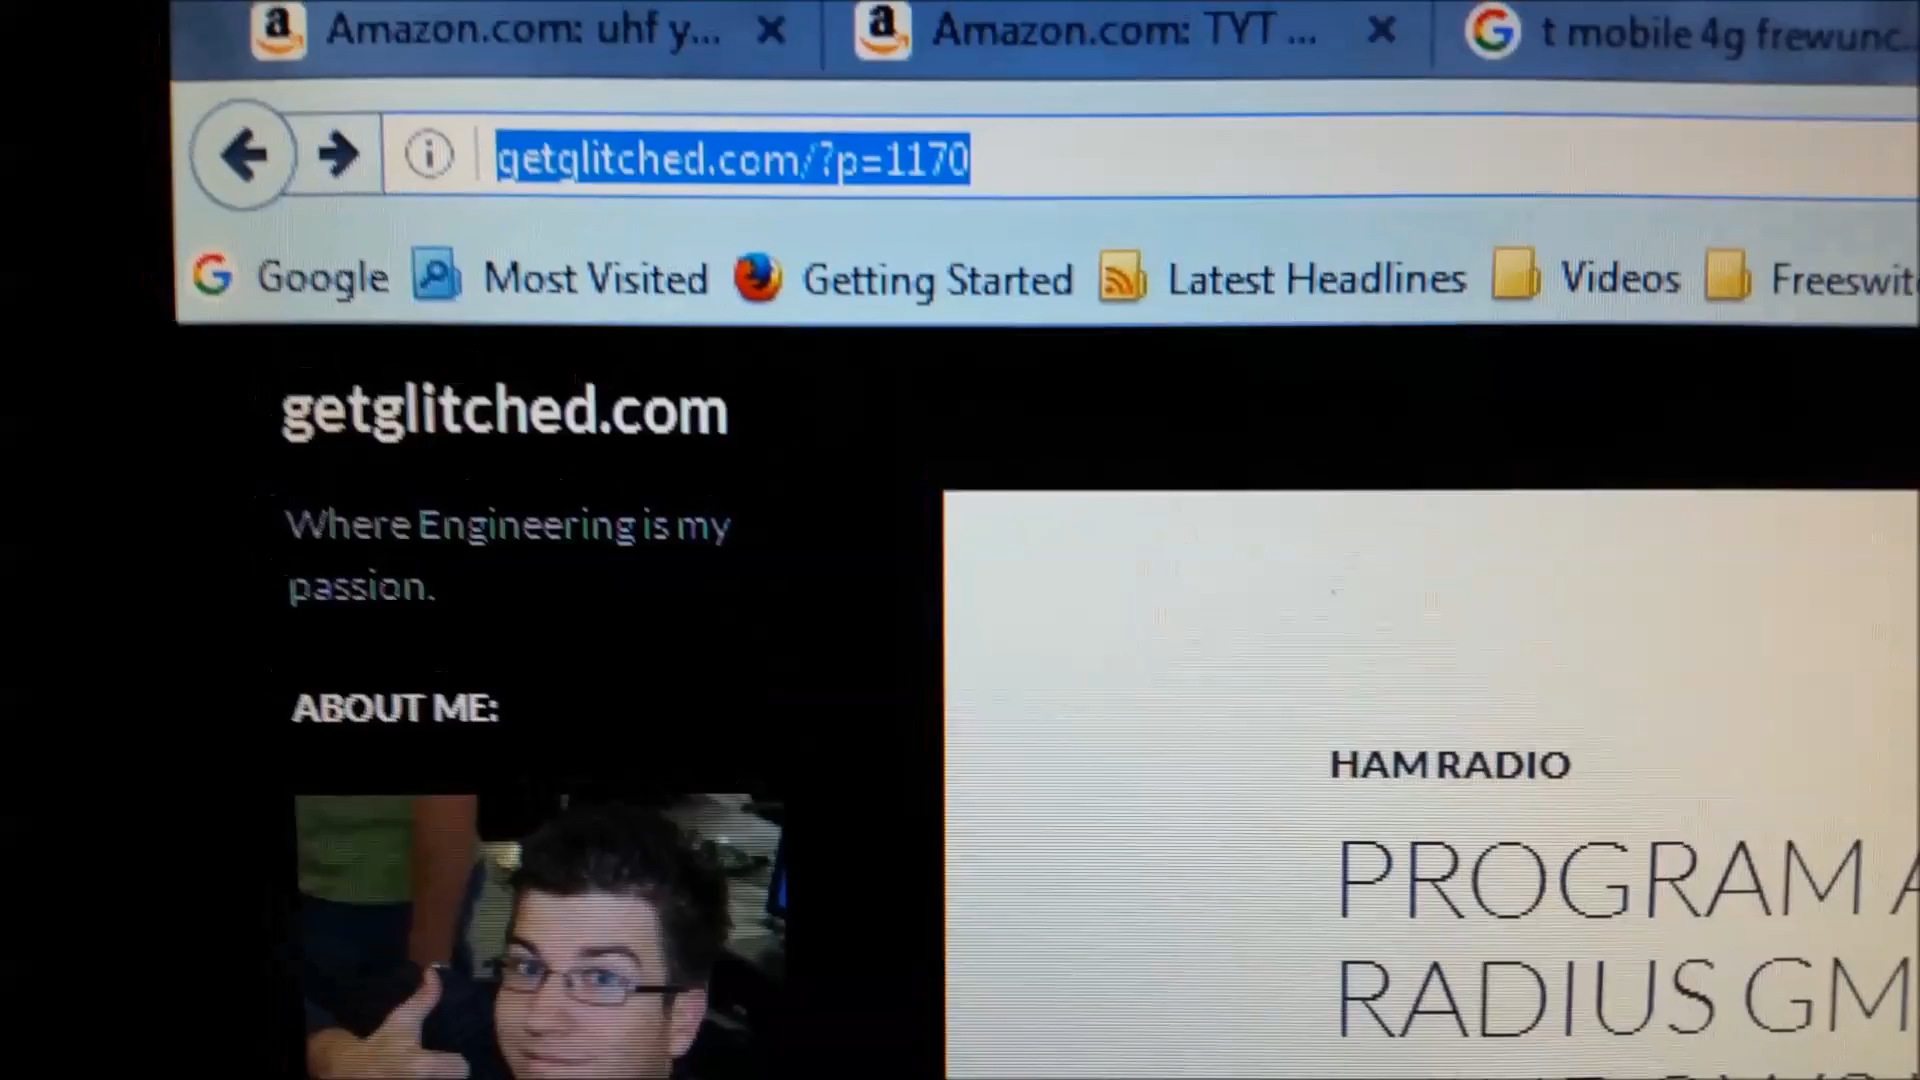 Amazon.com: uhf y...
Amazon.com: TYT ...
t mobile 4g frewunc...
getglitched.com/?p=1170
Google
Most Visited
Getting Started
Latest Headlines
Videos
Freeswit
getglitched.com
Where Engineering is my
passion.
ABOUT ME:
HAM RADIO
PROGRAM A
RADIUS GM